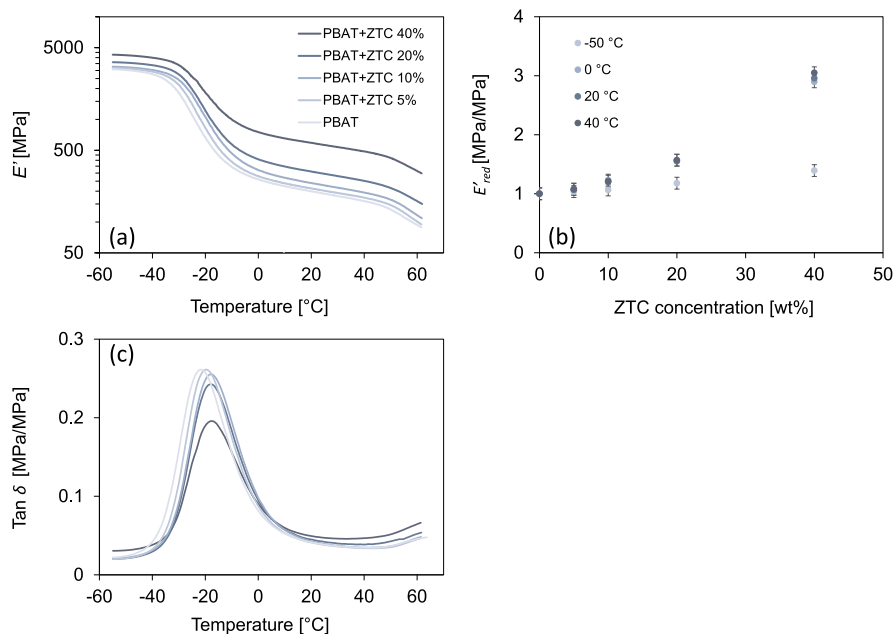 5000
500
50
E' [MPa]
PBAT+ZTC 40%
PBAT+ZTC 20%
PBAT+ZTC 10%
PBAT+ZTC 5%
PBAT
(a)
-60 -40 -20 0 20 40 60
Temperature [°C]
4
3
2
1
0
E'red [MPa/MPa]
-50 °C
0 °C
20 °C
40 °C
(b)
0 10 20 30 40 50
ZTC concentration [wt%]
0.3
0.2
0.1
0
Tan δ [MPa/MPa]
(c)
-60 -40 -20 0 20 40 60
Temperature [°C]